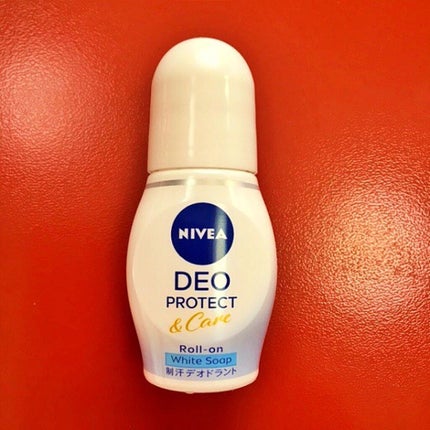 NIVEA
DEO
PROTECT
& Care
Roll-on
White Soap
制汗デオドラント